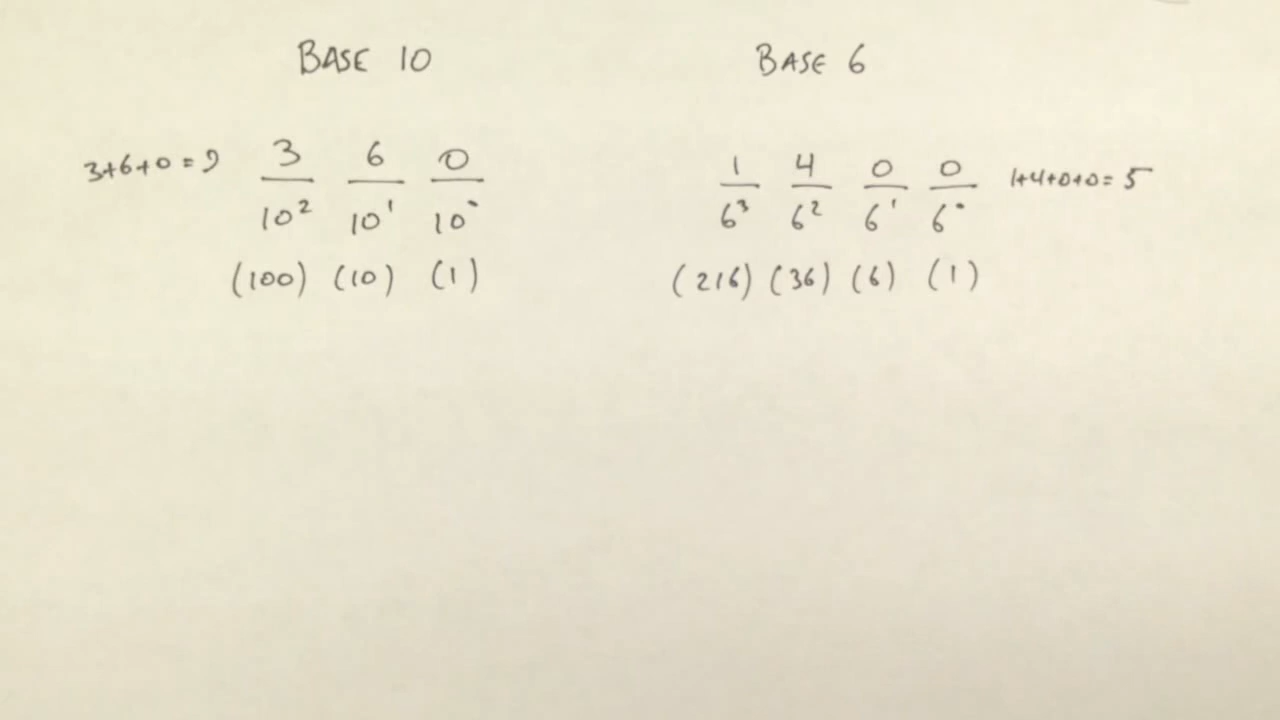 BASE 10
3+6+0=9
3 6 0
10² 10¹ 10⁰
(100) (10) (1)
BASE 6
1 4 0 0
1+4+0+0=5
6³ 6² 6¹ 6⁰
(216) (36) (6) (1)